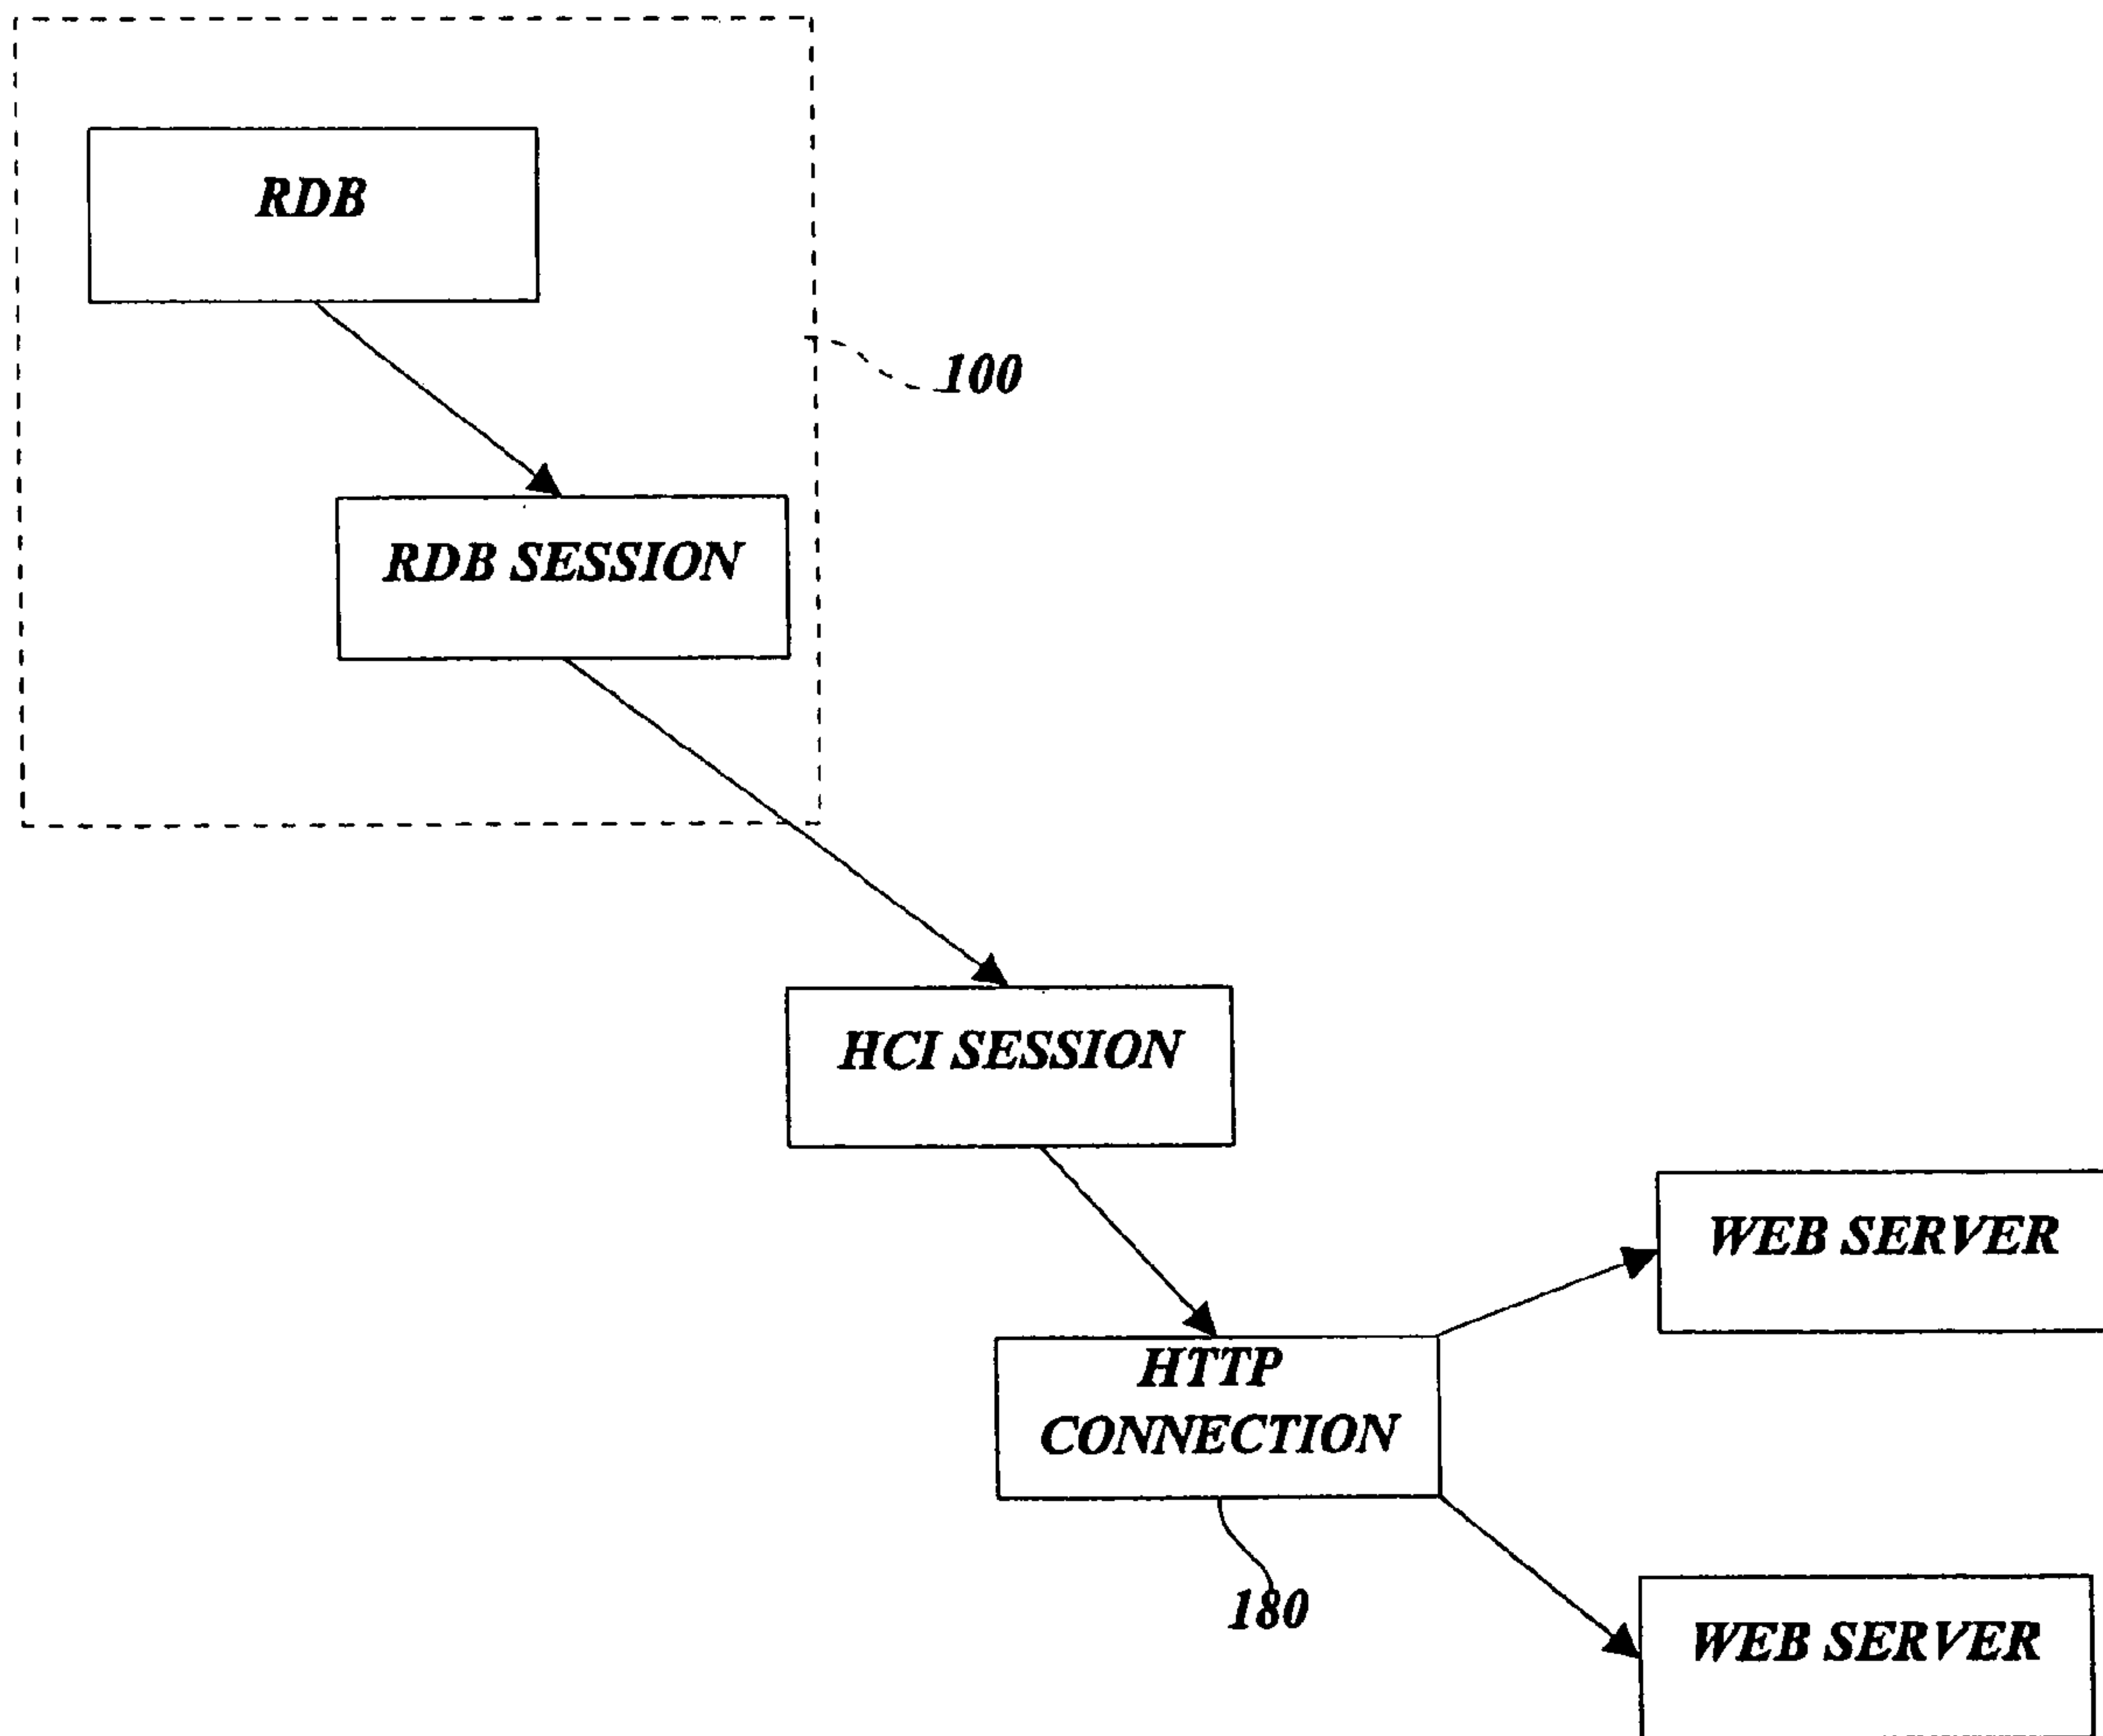 RDB
100
RDB SESSION
HCI SESSION
WEB SERVER
HTTP
CONNECTION
180
WEB SERVER